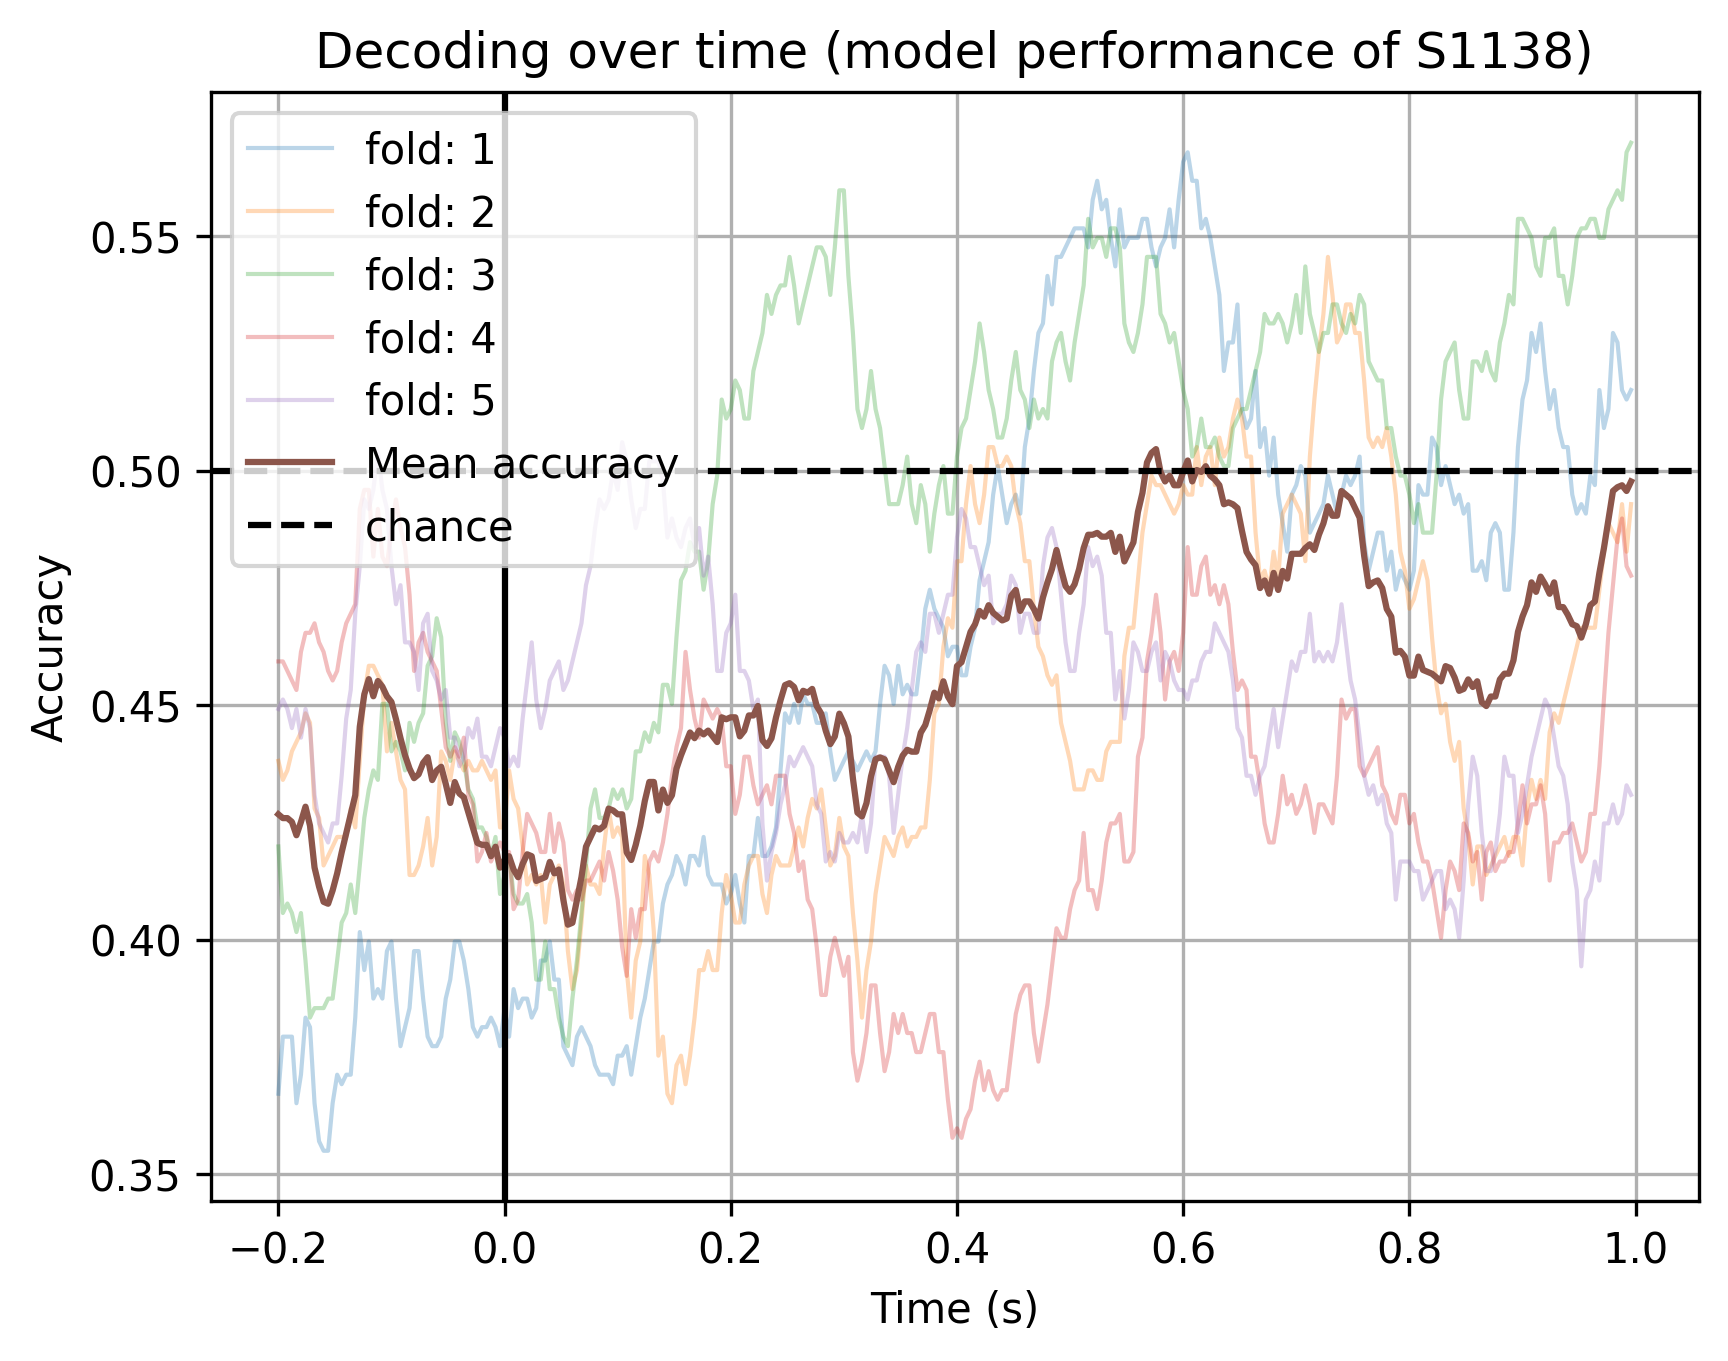 Decoding over time (model performance of S1138)
fold: 1
fold: 2
fold: 3
fold: 4
fold: 5
Mean accuracy
chance
Accuracy
0.55
0.50
0.45
0.40
0.35
−0.2 0.0 0.2 0.4 0.6 0.8 1.0
Time (s)